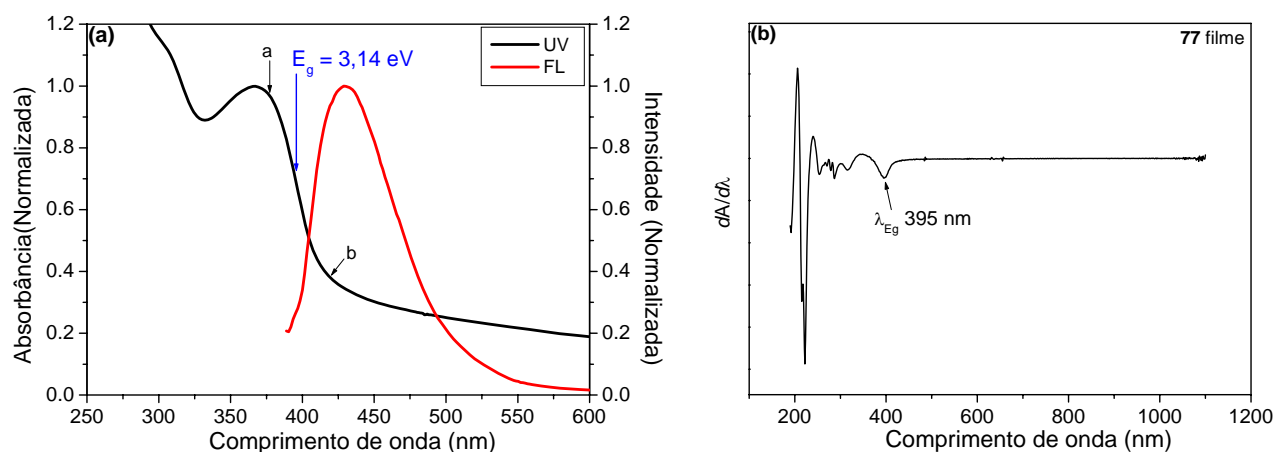 (a)
a
E_g = 3,14 eV
UV
FL
b
1.2
1.0
0.8
0.6
0.4
0.2
0.0
Absorbância(Normalizada)
1.2
1.0
0.8
0.6
0.4
0.2
0.0
Intensidade (Normalizada)
250 300 350 400 450 500 550 600
Comprimento de onda (nm)
(b)
77 filme
dA/dλ
λ_Eg 395 nm
200 400 600 800 1000 1200
Comprimento de onda (nm)